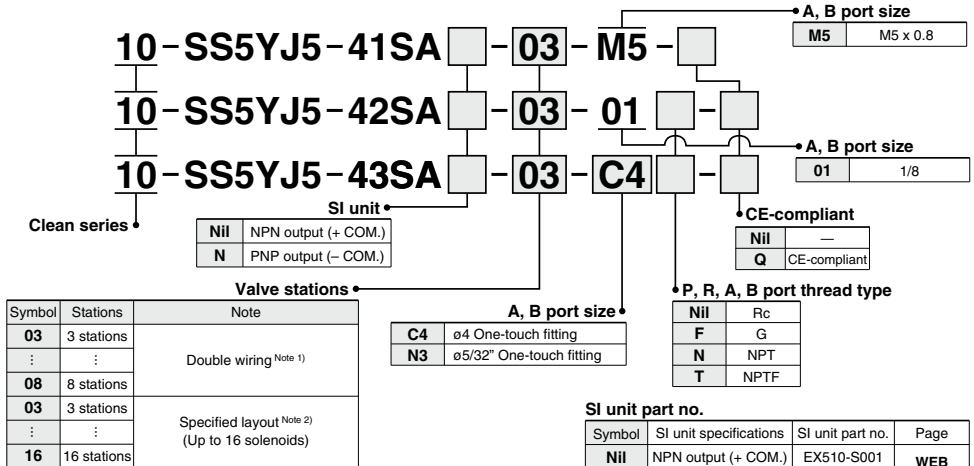 A, B port size
M5 M5 x 0.8
10-SS5YJ5-41SA - 03 - M5 -
10-SS5YJ5-42SA - 03 - 01 -
A, B port size
01 1/8
10-SS5YJ5-43SA - 03 - C4 -
Clean series
SI unit
Nil NPN output (+ COM.)
N PNP output (– COM.)
CE-compliant
Nil —
Q CE-compliant
Valve stations
Symbol Stations Note
03 3 stations
⋮ ⋮
08 8 stations
Double wiring Note 1)
03 3 stations
⋮ ⋮
16 16 stations
Specified layout Note 2)
(Up to 16 solenoids)
A, B port size
C4 ø4 One-touch fitting
N3 ø5/32" One-touch fitting
P, R, A, B port thread type
Nil Rc
F G
N NPT
T NPTF
SI unit part no.
Symbol SI unit specifications SI unit part no. Page
Nil NPN output (+ COM.) EX510-S001 WEB